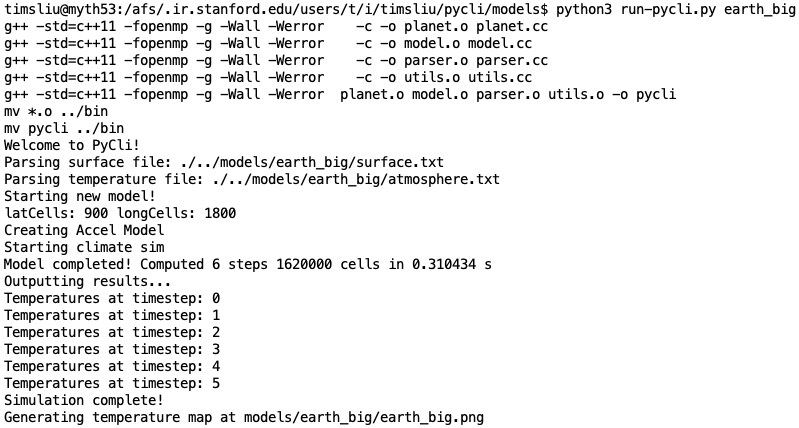 timsliu@myth53:/afs/.ir.stanford.edu/users/t/i/timsliu/pycli/models$ python3 run-pycli.py earth_big
g++ -std=c++11 -fopenmp -g -Wall -Werror    -c -o planet.o planet.cc
g++ -std=c++11 -fopenmp -g -Wall -Werror    -c -o model.o model.cc
g++ -std=c++11 -fopenmp -g -Wall -Werror    -c -o parser.o parser.cc
g++ -std=c++11 -fopenmp -g -Wall -Werror    -c -o utils.o utils.cc
g++ -std=c++11 -fopenmp -g -Wall -Werror  planet.o model.o parser.o utils.o -o pycli
mv *.o ../bin
mv pycli ../bin
Welcome to PyCli!
Parsing surface file: ./../models/earth_big/surface.txt
Parsing temperature file: ./../models/earth_big/atmosphere.txt
Starting new model!
latCells: 900 longCells: 1800
Creating Accel Model
Starting climate sim
Model completed! Computed 6 steps 1620000 cells in 0.310434 s
Outputting results...
Temperatures at timestep: 0
Temperatures at timestep: 1
Temperatures at timestep: 2
Temperatures at timestep: 3
Temperatures at timestep: 4
Temperatures at timestep: 5
Simulation complete!
Generating temperature map at models/earth_big/earth_big.png